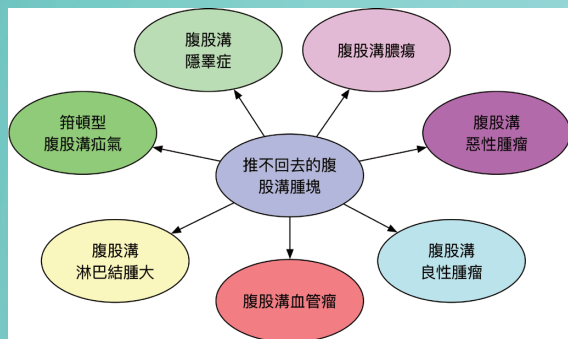 腹股溝
隱睪症
腹股溝膿瘍
箝頓型
腹股溝疝氣
腹股溝
惡性腫瘤
推不回去的腹
股溝腫塊
腹股溝
淋巴結腫大
腹股溝
良性腫瘤
腹股溝血管瘤